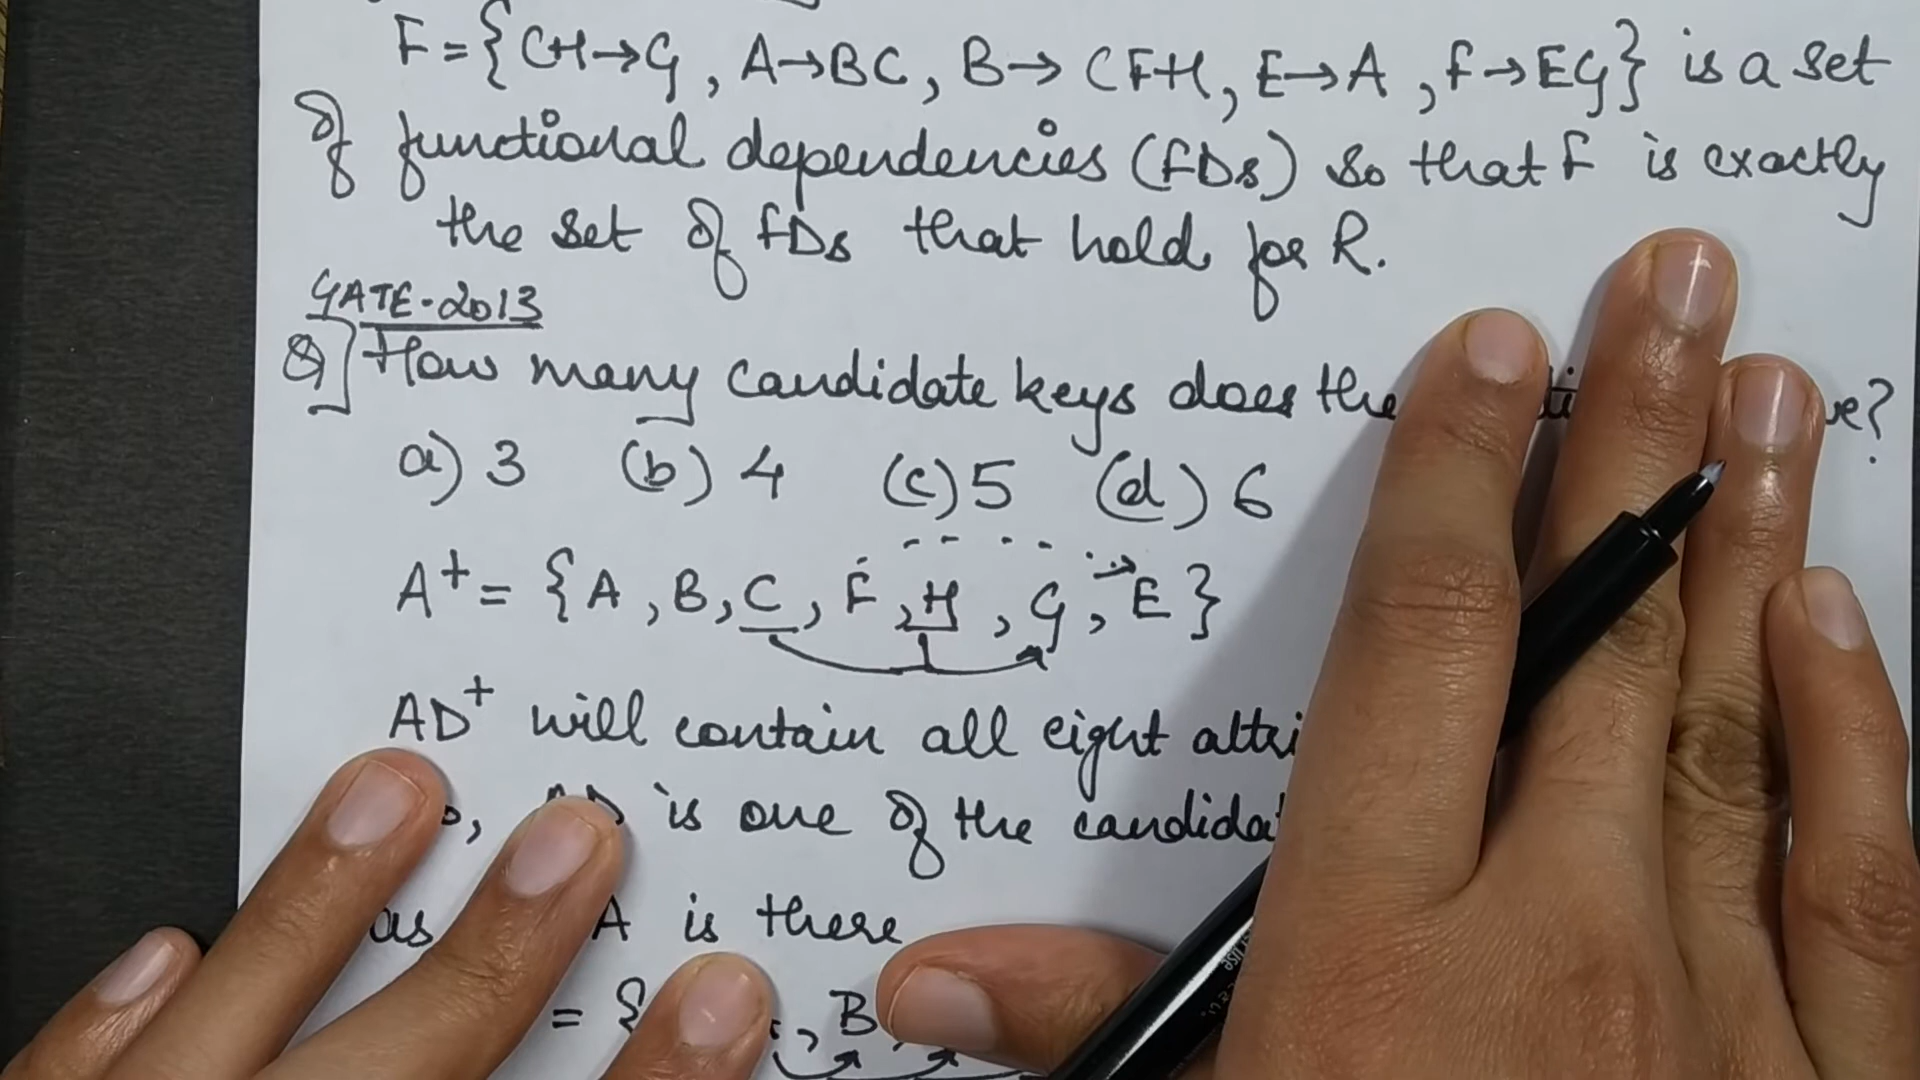 F = {CH→G, A→BC, B→ CFH, E→A, F→EG} is a set
of functional dependencies (FDs) so that F is exactly
the set of FDs that hold for R.
GATE-2013
Q] How many candidate keys does the
a) 3 (b) 4 (c) 5 (d) 6
A+ = {A, B, C, F, H, G, E}
AD+ will contain all eight
is one of the
as A is there
= { , B